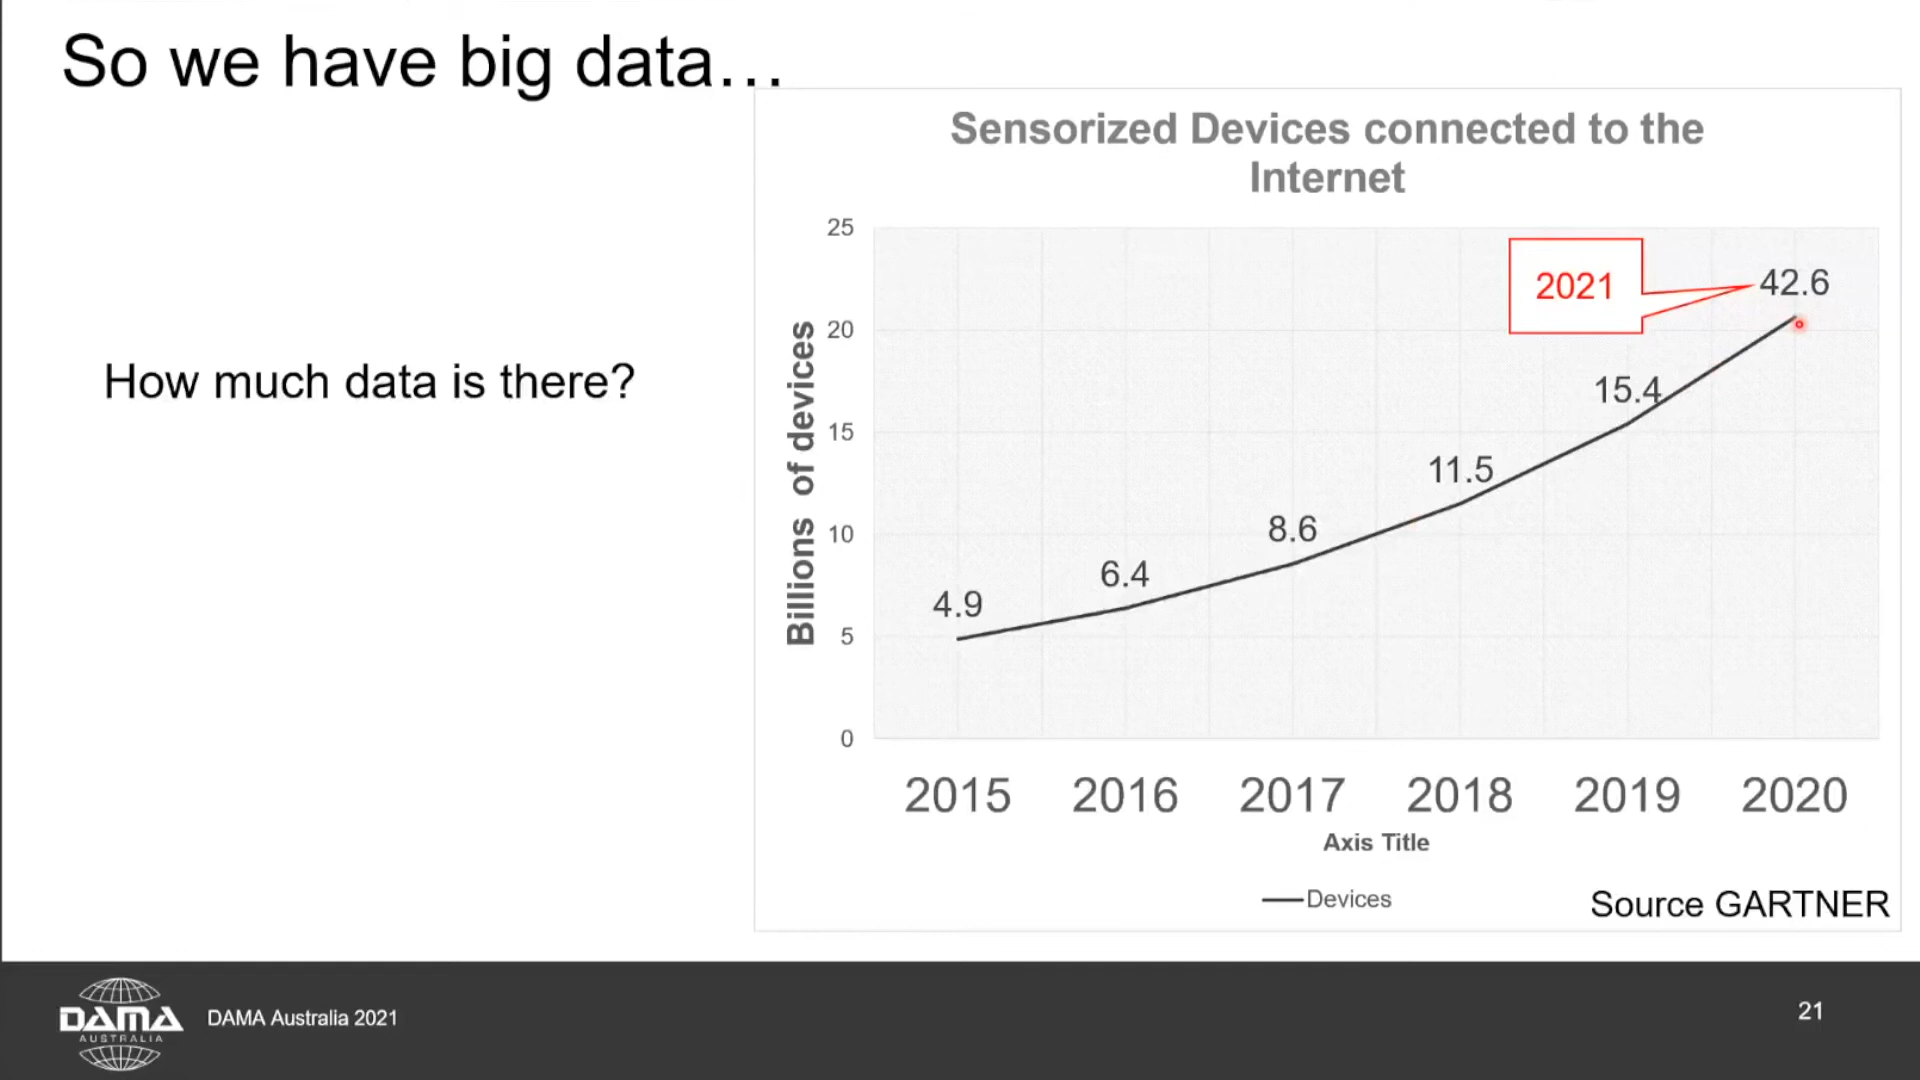 So we have big data…
How much data is there?
Sensorized Devices connected to the
Internet
Billions of devices
25
20
15
10
5
0
4.9
6.4
8.6
11.5
15.4
42.6
2021
2015 2016 2017 2018 2019 2020
Axis Title
Devices
Source GARTNER
DAMA
AUSTRALIA
DAMA Australia 2021
21